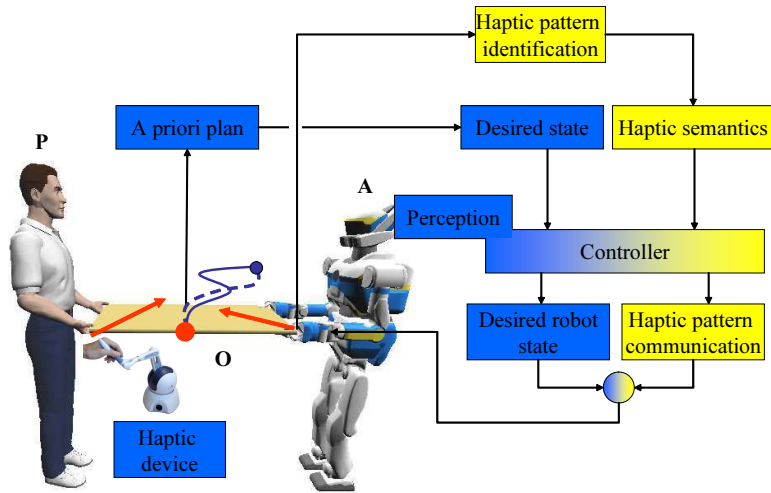 Haptic pattern
identification
A priori plan
Desired state
Haptic semantics
P
A
Perception
Controller
Desired robot
state
Haptic pattern
communication
O
Haptic
device